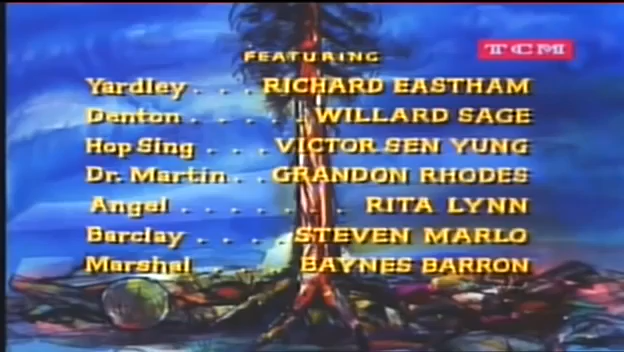 FEATURING
TCM
Yardley . . . RICHARD EASTHAM
Denton . . . . . WILLARD SAGE
Hop Sing . . . VICTOR SEN YUNG
Dr. Martin . . GRANDON RHODES
Angel . . . . . . . RITA LYNN
Barclay . . . . STEVEN MARLO
Marshal . . . BAYNES BARRON